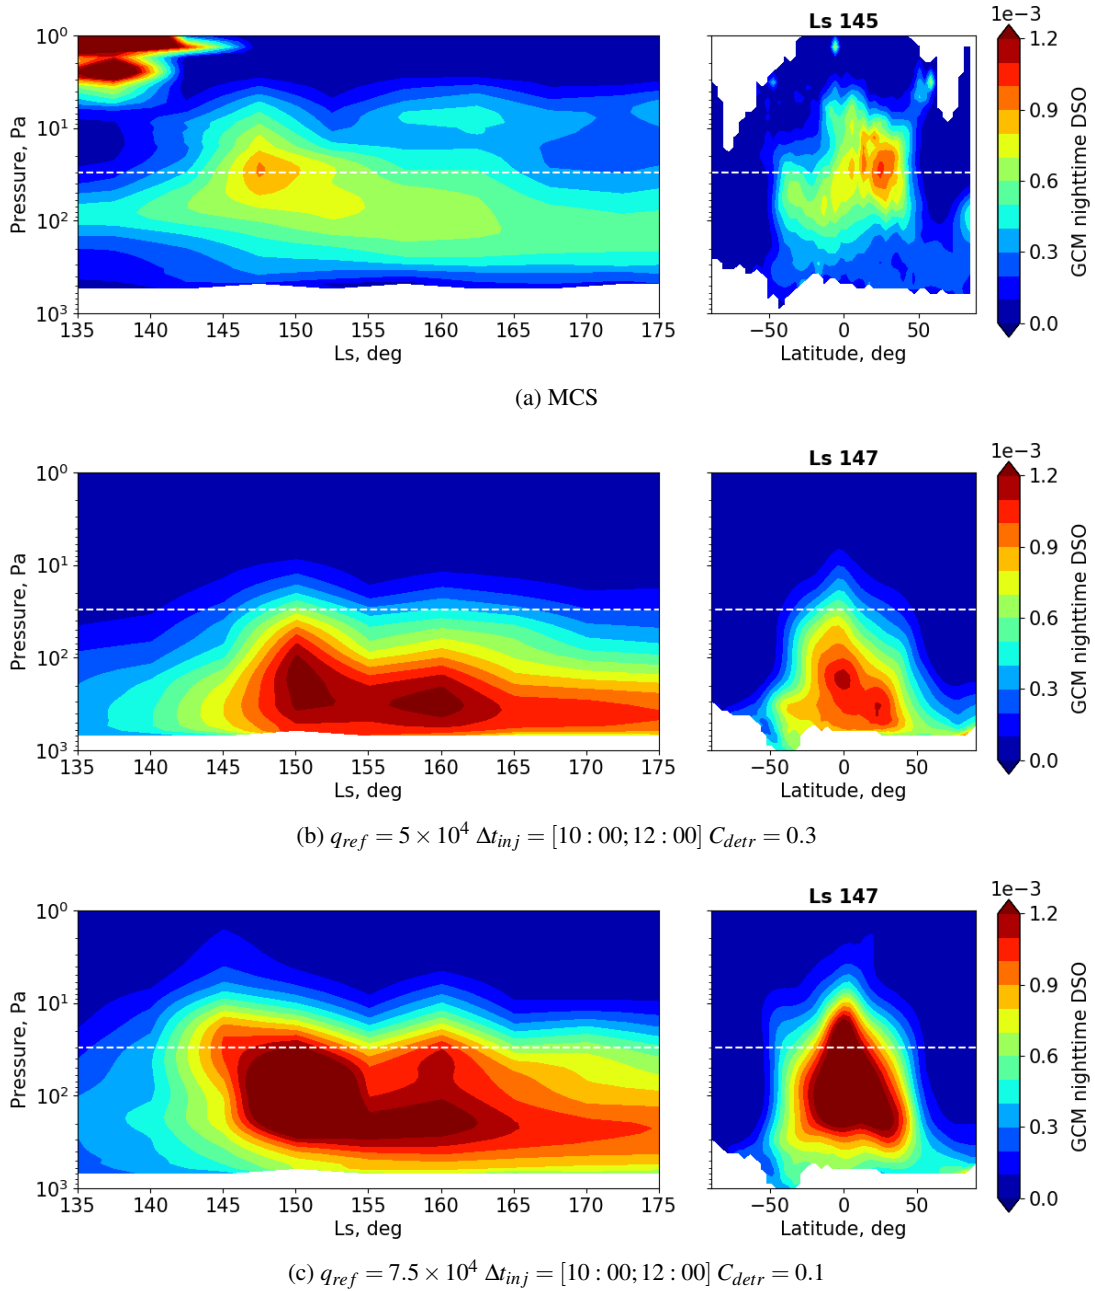 Ls 145
1e−3
10⁰
10¹
10²
10³
Pressure, Pa
135 140 145 150 155 160 165 170 175
Ls, deg
−50 0 50
Latitude, deg
1.2
0.9
0.6
0.3
0.0
GCM nighttime DSO
(a) MCS
Ls 147
1e−3
10⁰
10¹
10²
10³
Pressure, Pa
135 140 145 150 155 160 165 170 175
Ls, deg
−50 0 50
Latitude, deg
1.2
0.9
0.6
0.3
0.0
GCM nighttime DSO
(b) q_ref = 5 × 10⁴ Δt_inj = [10 : 00;12 : 00] C_detr = 0.3
Ls 147
1e−3
10⁰
10¹
10²
10³
Pressure, Pa
135 140 145 150 155 160 165 170 175
Ls, deg
−50 0 50
Latitude, deg
1.2
0.9
0.6
0.3
0.0
GCM nighttime DSO
(c) q_ref = 7.5 × 10⁴ Δt_inj = [10 : 00;12 : 00] C_detr = 0.1